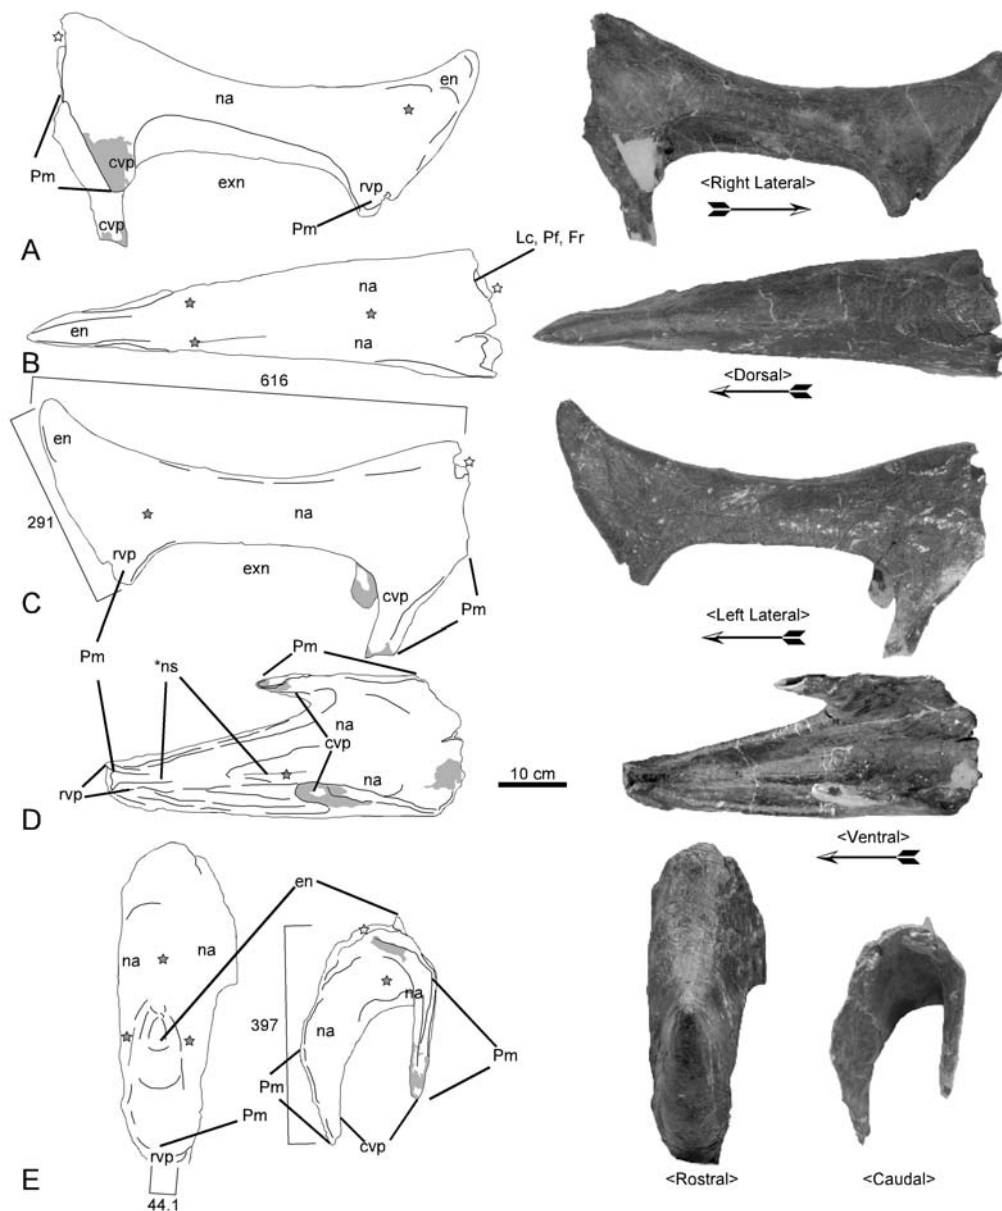 na
en
cvp
Pm
exn
rvp
Pm
cvp
<Right Lateral>
A
Lc, Pf, Fr
na
en
na
B
<Dorsal>
616
en
291
na
rvp
exn
cvp
Pm
<Left Lateral>
C
Pm
*ns
Pm
na
cvp
na
rvp
10 cm
D
<Ventral>
en
na
na
na
397
na
Pm
Pm
Pm
rvp
cvp
E
<Rostral>
<Caudal>
44.1